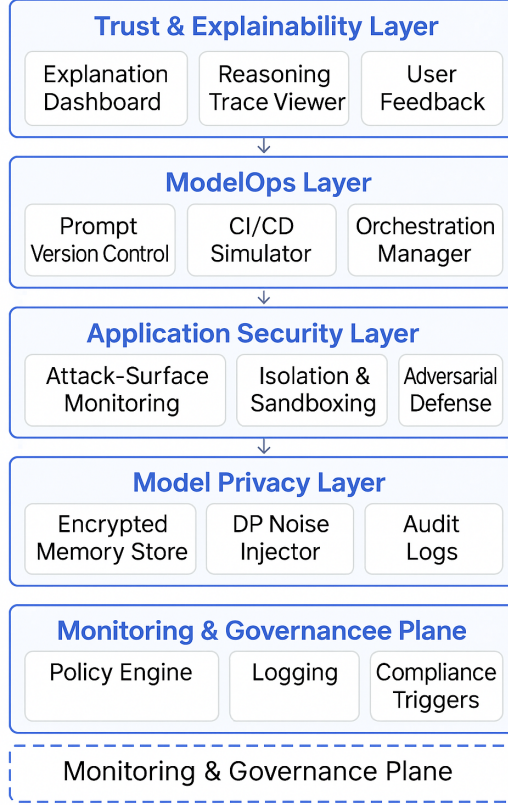 Trust & Explainability Layer
Explanation
Dashboard
Reasoning
Trace Viewer
User
Feedback
ModelOps Layer
Prompt
Version Control
CI/CD
Simulator
Orchestration
Manager
Application Security Layer
Attack-Surface
Monitoring
Isolation &
Sandboxing
Adversarial
Defense
Model Privacy Layer
Encrypted
Memory Store
DP Noise
Injector
Audit
Logs
Monitoring & Governancee Plane
Policy Engine
Logging
Compliance
Triggers
Monitoring & Governance Plane